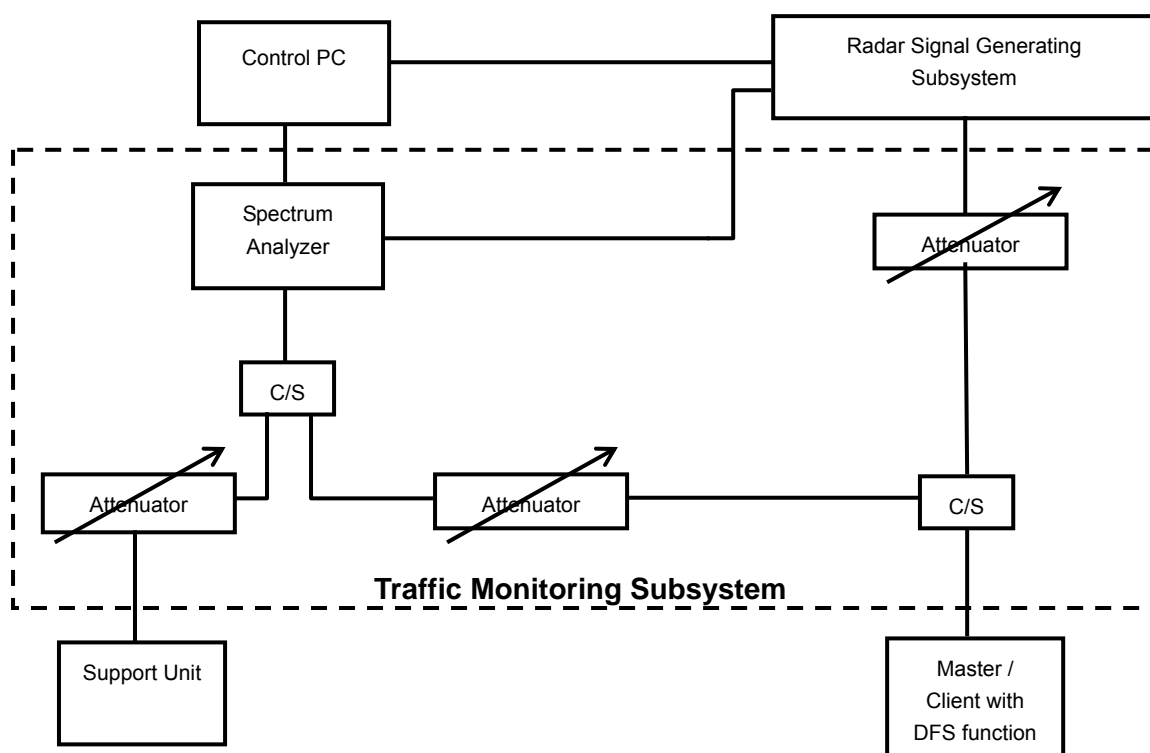 Control PC
Radar Signal Generating
Subsystem
Spectrum
Analyzer
Attenuator
C/S
Attenuator
Attenuator
C/S
Traffic Monitoring Subsystem
Support Unit
Master /
Client with
DFS function